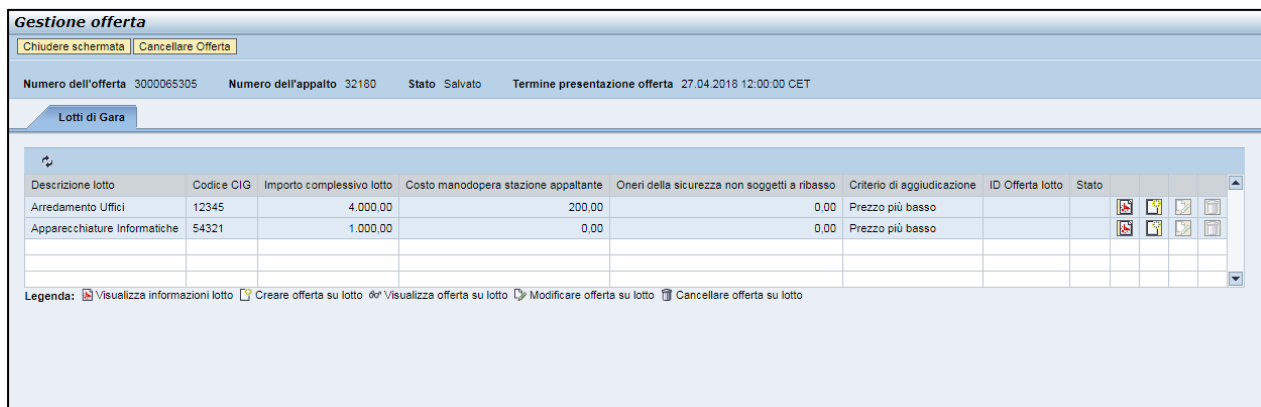 Gestione offerta
Chiudere schermata Cancellare Offerta
Numero dell'offerta 3000065305 Numero dell'appalto 32180 Stato Salvato Termine presentazione offerta 27.04.2018 12:00:00 CET
Lotti di Gara
Descrizione lotto Codice CIG Importo complessivo lotto Costo manodopera stazione appaltante Oneri della sicurezza non soggetti a ribasso Criterio di aggiudicazione ID Offerta lotto Stato
Arredamento Uffici 12345 4.000,00 200,00 0,00 Prezzo più basso
Apparecchiature Informatiche 54321 1.000,00 0,00 0,00 Prezzo più basso
Legenda: Visualizza informazioni lotto Creare offerta su lotto Visualizza offerta su lotto Modificare offerta su lotto Cancellare offerta su lotto